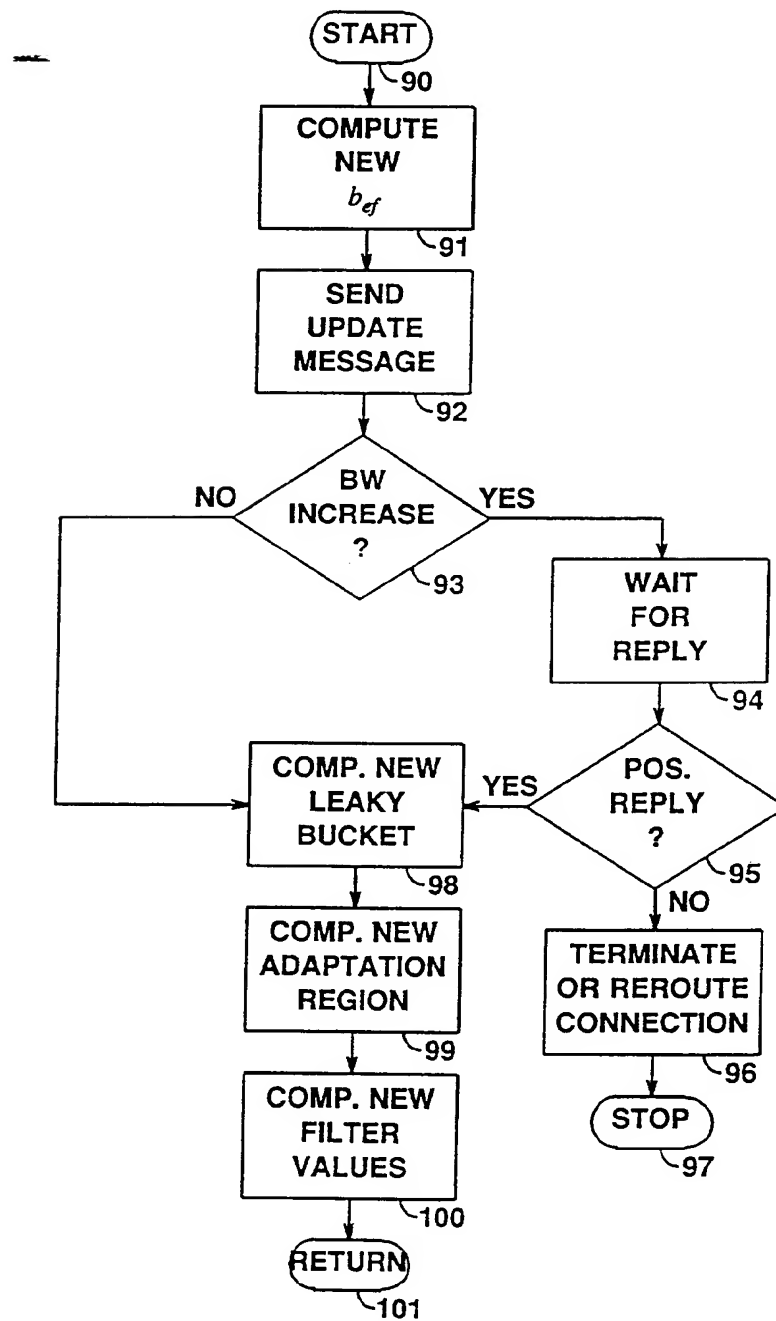 START
90
COMPUTE
NEW
b_ef
91
SEND
UPDATE
MESSAGE
92
BW
INCREASE
?
NO
YES
93
WAIT
FOR
REPLY
94
POS.
REPLY
?
YES
95
NO
TERMINATE
OR REROUTE
CONNECTION
96
STOP
97
COMP. NEW
LEAKY
BUCKET
98
COMP. NEW
ADAPTATION
REGION
99
COMP. NEW
FILTER
VALUES
100
RETURN
101